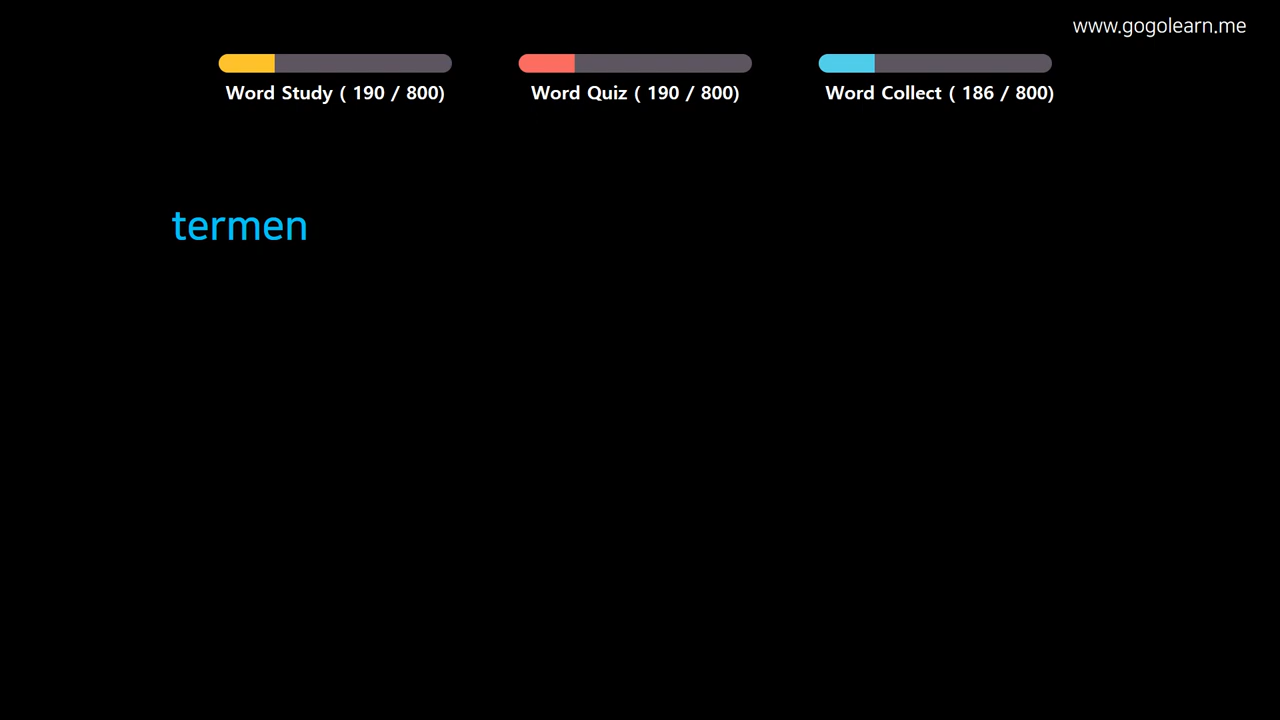 www.gogolearn.me
Word Study ( 190 / 800)
Word Quiz ( 190 / 800)
Word Collect ( 186 / 800)
termen